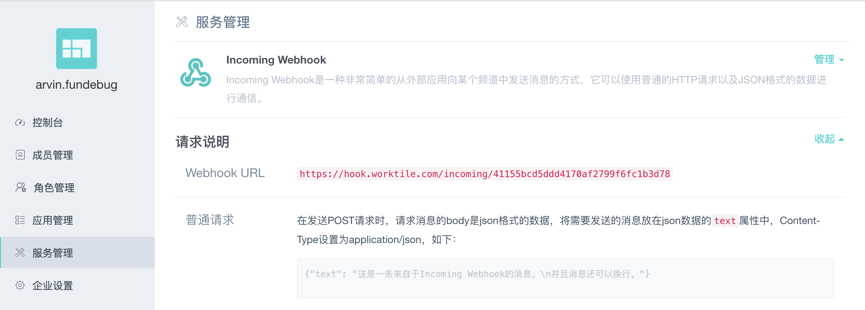 arvin.fundebug
控制台
成员管理
角色管理
应用管理
服务管理
企业设置
服务管理
Incoming Webhook
管理
Incoming Webhook是一种非常简单的从外部应用向某个频道中发送消息的方式，它可以使用普通的HTTP请求以及JSON格式的数据进
行通信。
请求说明
收起
Webhook URL
https://hook.worktile.com/incoming/41155bcd5ddd4170af2799f6fc1b3d78
普通请求
在发送POST请求时，请求消息的body是json格式的数据，将需要发送的消息放在json数据的 text 属性中，Content-
Type设置为application/json，如下：
{"text": "这是一条来自于Incoming Webhook的消息。\n并且消息还可以换行。"}